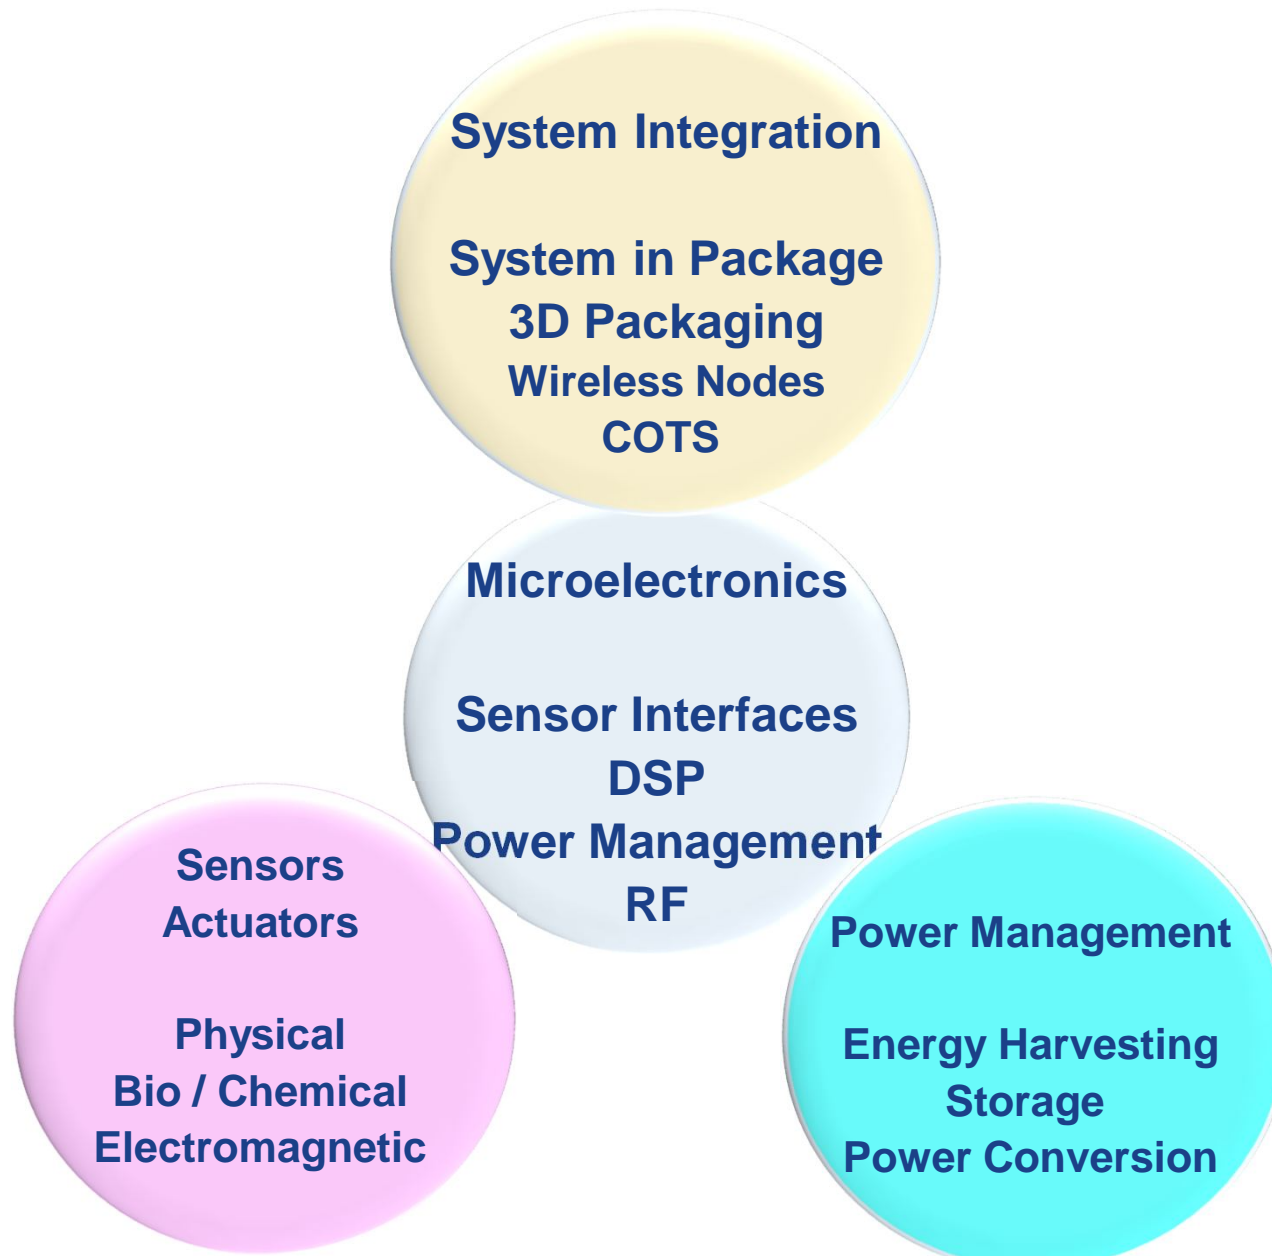 System Integration
System in Package
3D Packaging
Wireless Nodes
COTS
Microelectronics
Sensor Interfaces
DSP
Power Management
RF
Sensors
Actuators
Physical
Bio / Chemical
Electromagnetic
Power Management
Energy Harvesting
Storage
Power Conversion